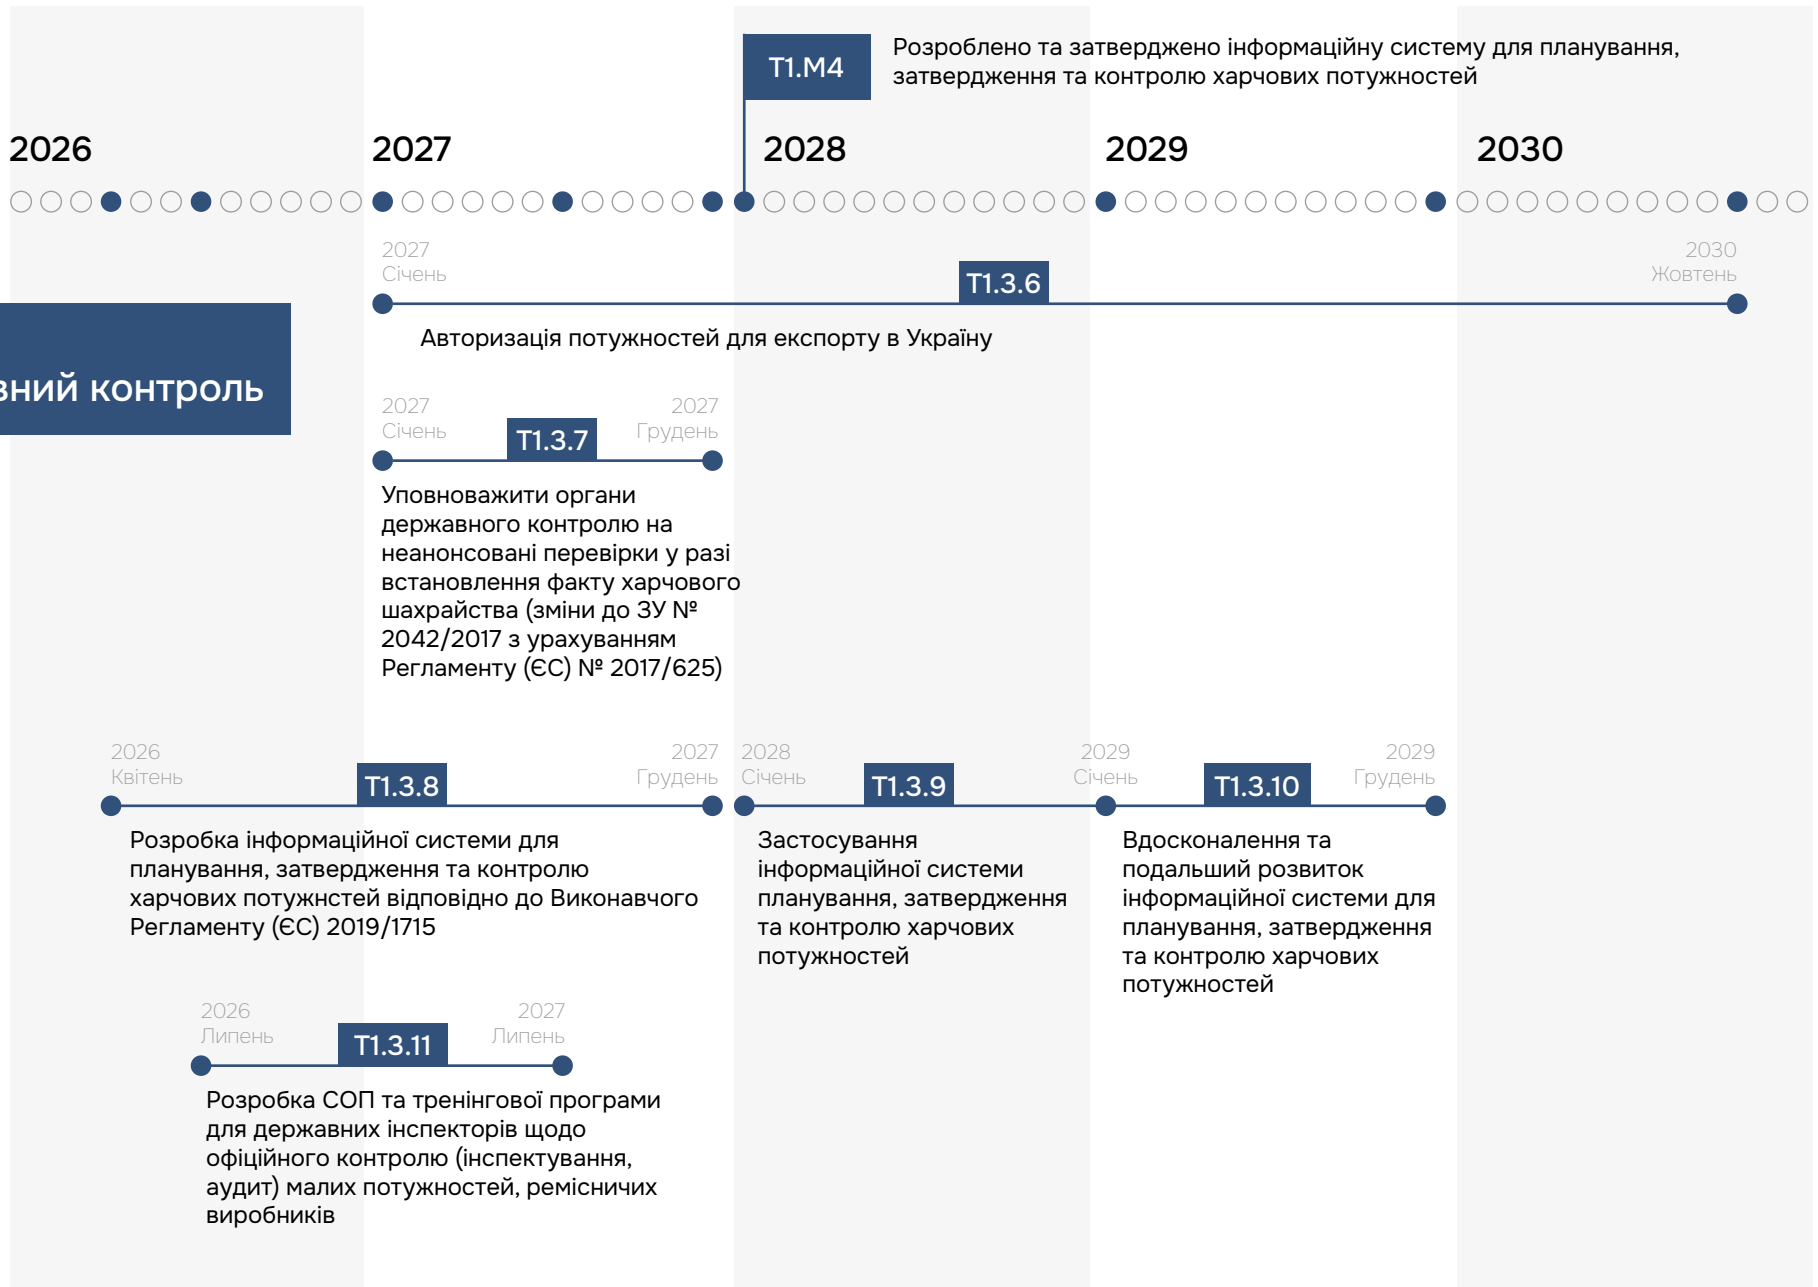 T1.M4
Розроблено та затверджено інформаційну систему для планування,
затвердження та контролю харчових потужностей
2026
2027
2028
2029
2030
2027
Січень
T1.3.6
2030
Жовтень
Авторизація потужностей для експорту в Україну
вний контроль
2027
Січень
T1.3.7
2027
Грудень
Уповноважити органи
державного контролю на
неанонсовані перевірки у разі
встановлення факту харчового
шахрайства (зміни до ЗУ №
2042/2017 з урахуванням
Регламенту (ЄС) № 2017/625)
2026
Квітень
T1.3.8
2027
Грудень
Розробка інформаційної системи для
планування, затвердження та контролю
харчових потужнстей відповідно до Виконавчого
Регламенту (ЄС) 2019/1715
2028
Січень
T1.3.9
2029
Січень
Застосування
інформаційної системи
планування, затвердження
та контролю харчових
потужностей
T1.3.10
2029
Грудень
Вдосконалення та
подальший розвиток
інформаційної системи для
планування, затвердження
та контролю харчових
потужностей
2026
Липень
T1.3.11
2027
Липень
Розробка СОП та тренінгової програми
для державних інспекторів щодо
офіційного контролю (інспектування,
аудит) малих потужностей, ремісничих
виробників